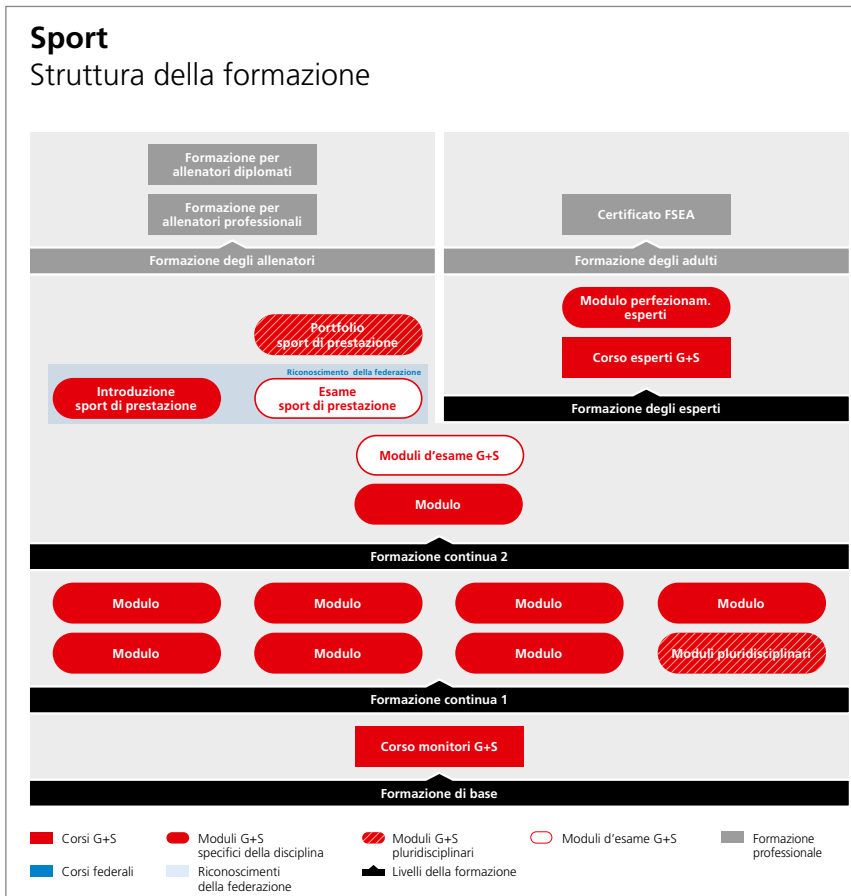 Sport
Struttura della formazione
Formazione per
allenatori diplomati
Formazione per
allenatori professionali
Certificato FSEA
Formazione degli allenatori
Formazione degli adulti
Modulo perfezionam.
esperti
Portfolio
sport di prestazione
Corso esperti G+S
Riconoscimento della federazione
Introduzione
sport di prestazione
Esame
sport di prestazione
Formazione degli esperti
Moduli d'esame G+S
Modulo
Formazione continua 2
Modulo
Modulo
Modulo
Modulo
Modulo
Modulo
Modulo
Moduli pluridisciplinari
Formazione continua 1
Corso monitori G+S
Formazione di base
Corsi G+S
Moduli G+S
specifici della disciplina
Moduli G+S
pluridisciplinari
Moduli d'esame G+S
Formazione
professionale
Corsi federali
Riconoscimenti
della federazione
Livelli della formazione